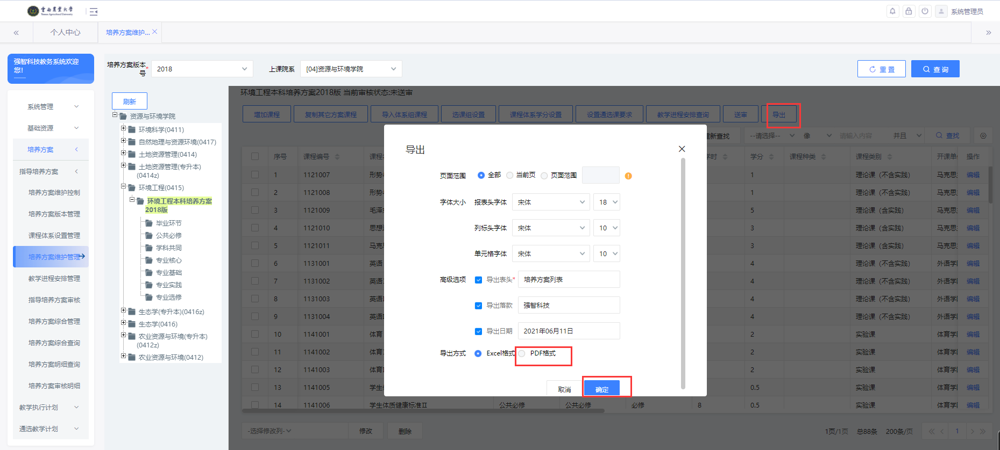 雲南農業大學
Yunnan Agricultural University
系统管理员
个人中心
培养方案维护...
强智科技教务系统欢迎
您!
培养方案版本*
号
2018
上课院系
[04]资源与环境学院
重 置
查 询
系统管理
基础资源
培养方案
指导培养方案
培养方案维护控制
培养方案版本管理
课程体系设置管理
培养方案维护管理
教学进程安排管理
指导培养方案审核
培养方案综合管理
培养方案综合查询
培养方案明细查询
培养方案审核明细
教学执行计划
通选教学计划
刷新
资源与环境学院
环境科学(0411)
自然地理与资源环境(0417)
土地资源管理(0414)
土地资源管理(专升本)
(0414z)
环境工程(0415)
环境工程本科培养方案
2018版
毕业环节
公共必修
学科共同
专业核心
专业基础
专业实践
专业选修
生态学(专升本)(0416z)
生态学(0416)
农业资源与环境(专升本)
(0412z)
农业资源与环境(0412)
环境工程本科培养方案2018版 当前审核状态:未送审
增加课程 复制其它方案课程 导入体系组课程 选课组设置 课程体系学分设置 设置通选课要求 教学进程安排查询 送审 导出
重新查找 --请选择-- 像 请输入内容 并且 查找
序号 课程编号 课程 学时 学分 课程种类 课程类别 开课单 操作
1 1121007 形势 1 理论课（不含实践） 马克思 编辑
2 1121008 形势 1 理论课（不含实践） 马克思 编辑
3 1121009 毛泽 5 理论课（含实践） 马克思 编辑
4 1121010 思想 3 理论课（含实践） 马克思 编辑
5 1121011 马克 3 理论课（含实践） 马克思 编辑
6 1131001 英语 4 理论课（不含实践） 外语学 编辑
7 1131002 英语 4 理论课（不含实践） 外语学 编辑
8 1131003 英语 4 理论课（不含实践） 外语学 编辑
9 1131004 英语 4 理论课（不含实践） 外语学 编辑
10 1141001 体育 2 实验课 体育学 编辑
11 1141002 体育 2 实验课 体育学 编辑
12 1141003 体育 2 实验课 体育学 编辑
13 1141005 学生 0.5 实验课 体育学 编辑
14 1141006 学生体质健康标准II 公共必修 公共必修 必修 8 0.5 实验课 体育学 编辑
导出
页面范围 全部 当前页 页面范围
字体大小 报表头字体 宋体 18
列标头字体 宋体 10
单元格字体 宋体 10
高级选项 导出表头* 培养方案列表
导出落款 强智科技
导出日期 2021年06月11日
导出方式 Excel格式 PDF格式
取消 确定
-选择修改列- 修改 删除
1页/1页 总88条 200条/页 1